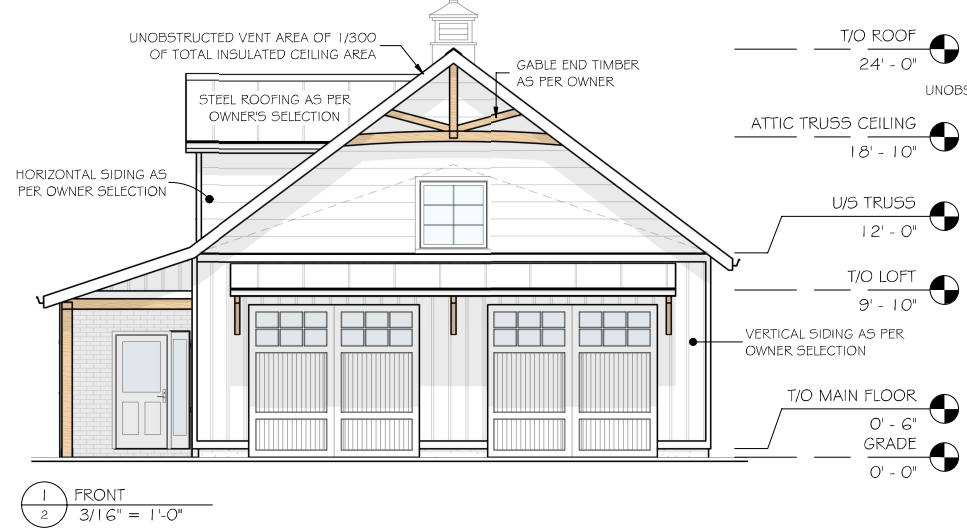 UNOBSTRUCTED VENT AREA OF 1/300
OF TOTAL INSULATED CEILING AREA
GABLE END TIMBER
AS PER OWNER
STEEL ROOFING AS PER
OWNER'S SELECTION
HORIZONTAL SIDING AS
PER OWNER SELECTION
T/O ROOF
24' - 0"
UNOBS
ATTIC TRUSS CEILING
18' - 10"
U/S TRUSS
12' - 0"
T/O LOFT
9' - 10"
VERTICAL SIDING AS PER
OWNER SELECTION
T/O MAIN FLOOR
0' - 6"
GRADE
0' - 0"
1
2
FRONT
3/16" = 1'-0"